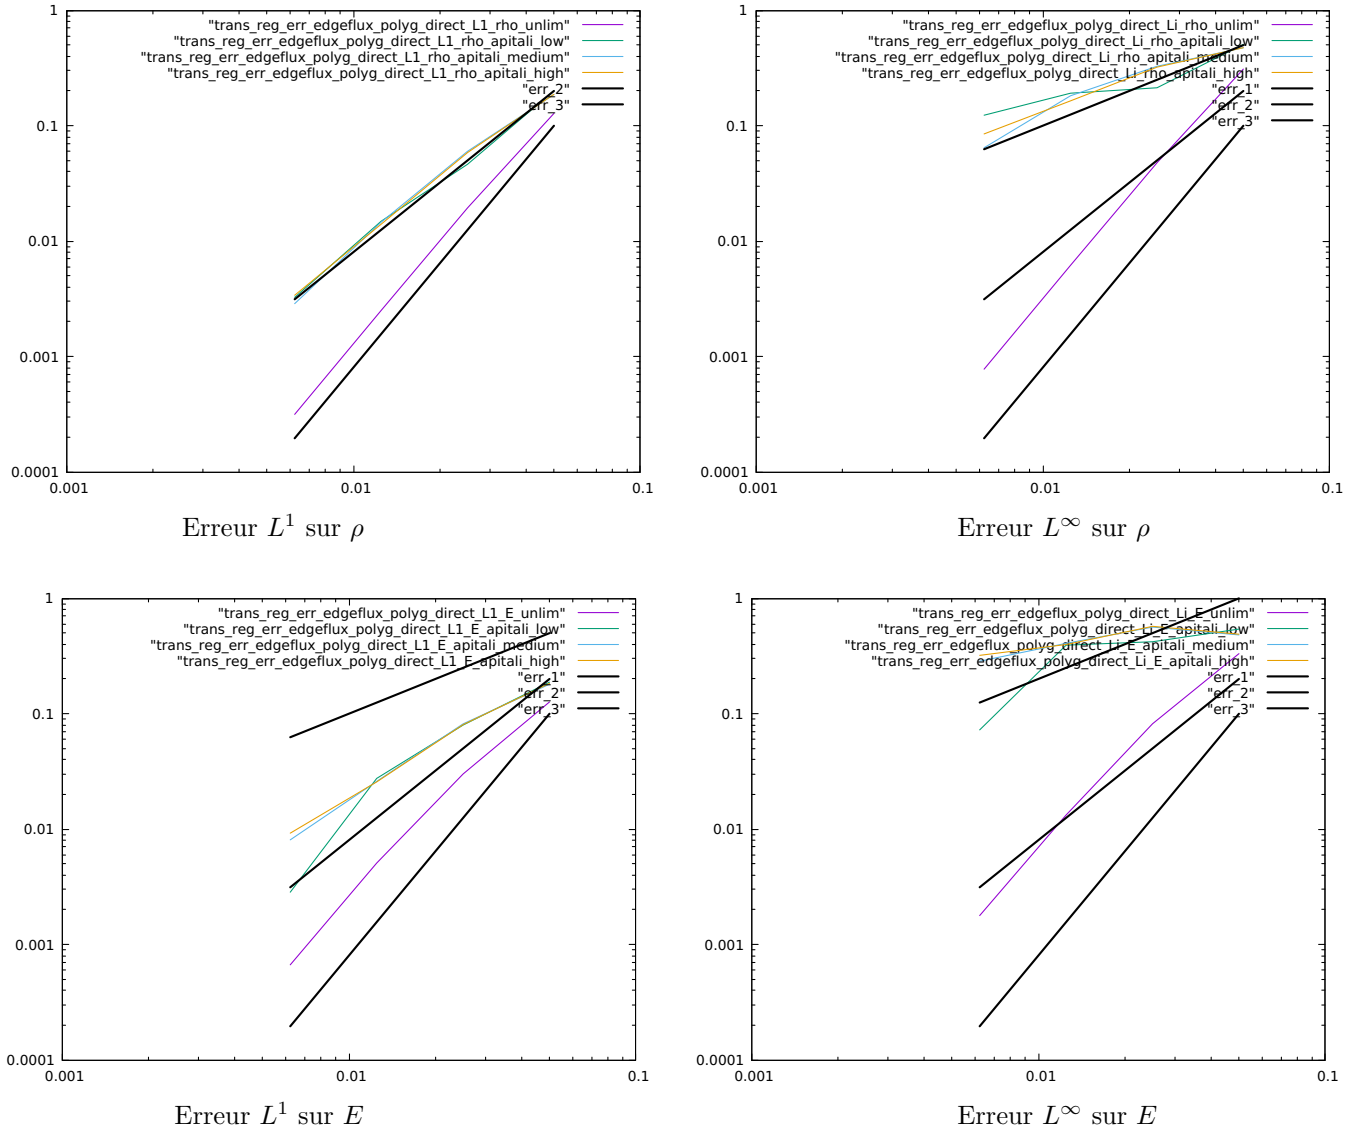 1
0.1
0.01
0.001
0.0001
0.001
0.01
0.1
"trans_reg_err_edgeflux_polyg_direct_L1_rho_unlim"
"trans_reg_err_edgeflux_polyg_direct_L1_rho_apitali_low"
"trans_reg_err_edgeflux_polyg_direct_L1_rho_apitali_medium"
"trans_reg_err_edgeflux_polyg_direct_L1_rho_apitali_high"
"err_2"
"err_3"
Erreur L^1 sur ρ
1
0.1
0.01
0.001
0.0001
0.001
0.01
0.1
"trans_reg_err_edgeflux_polyg_direct_Li_rho_unlim"
"trans_reg_err_edgeflux_polyg_direct_Li_rho_apitali_low"
"trans_reg_err_edgeflux_polyg_direct_Li_rho_apitali_medium"
"trans_reg_err_edgeflux_polyg_direct_Li_rho_apitali_high"
"err_1"
"err_2"
"err_3"
Erreur L^∞ sur ρ
1
0.1
0.01
0.001
0.0001
0.001
0.01
0.1
"trans_reg_err_edgeflux_polyg_direct_L1_E_unlim"
"trans_reg_err_edgeflux_polyg_direct_L1_E_apitali_low"
"trans_reg_err_edgeflux_polyg_direct_L1_E_apitali_medium"
"trans_reg_err_edgeflux_polyg_direct_L1_E_apitali_high"
"err_1"
"err_2"
"err_3"
Erreur L^1 sur E
1
0.1
0.01
0.001
0.0001
0.001
0.01
0.1
"trans_reg_err_edgeflux_polyg_direct_Li_E_unlim"
"trans_reg_err_edgeflux_polyg_direct_Li_E_apitali_low"
"trans_reg_err_edgeflux_polyg_direct_Li_E_apitali_medium"
"trans_reg_err_edgeflux_polyg_direct_Li_E_apitali_high"
"err_1"
"err_2"
"err_3"
Erreur L^∞ sur E